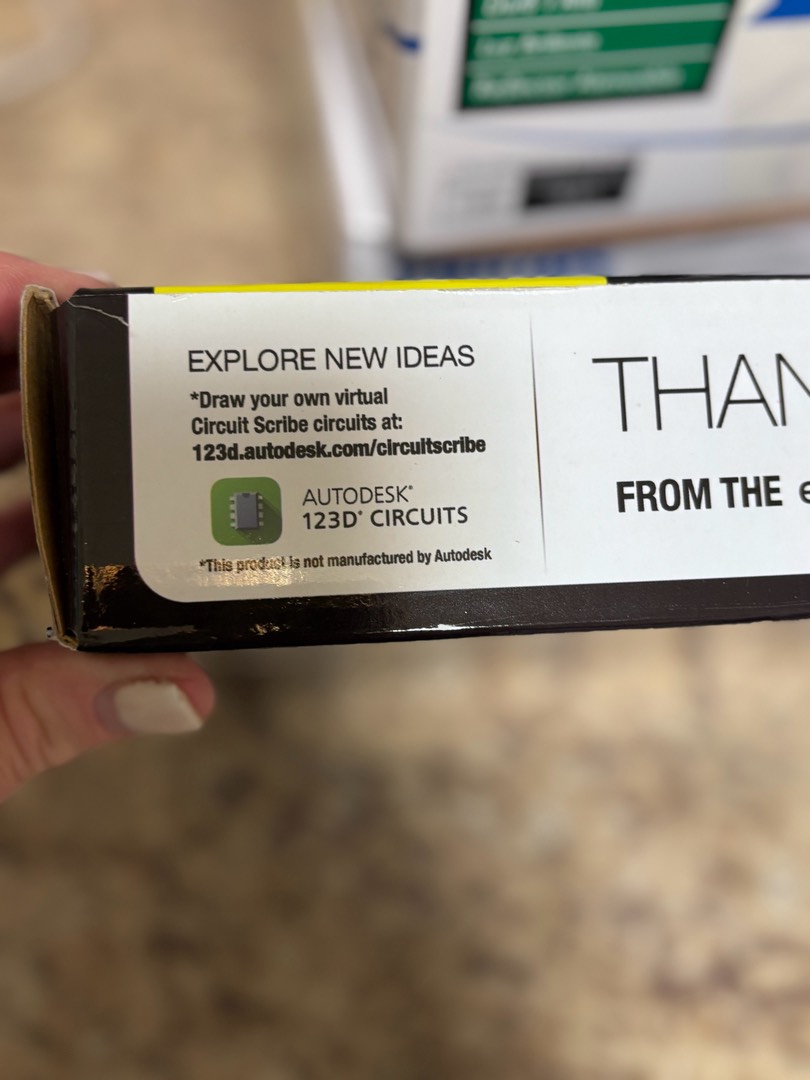 EXPLORE NEW IDEAS
*Draw your own virtual
Circuit Scribe circuits at:
123d.autodesk.com/circuitscribe
AUTODESK®
123D® CIRCUITS
*This product is not manufactured by Autodesk
THAN
FROM THE e